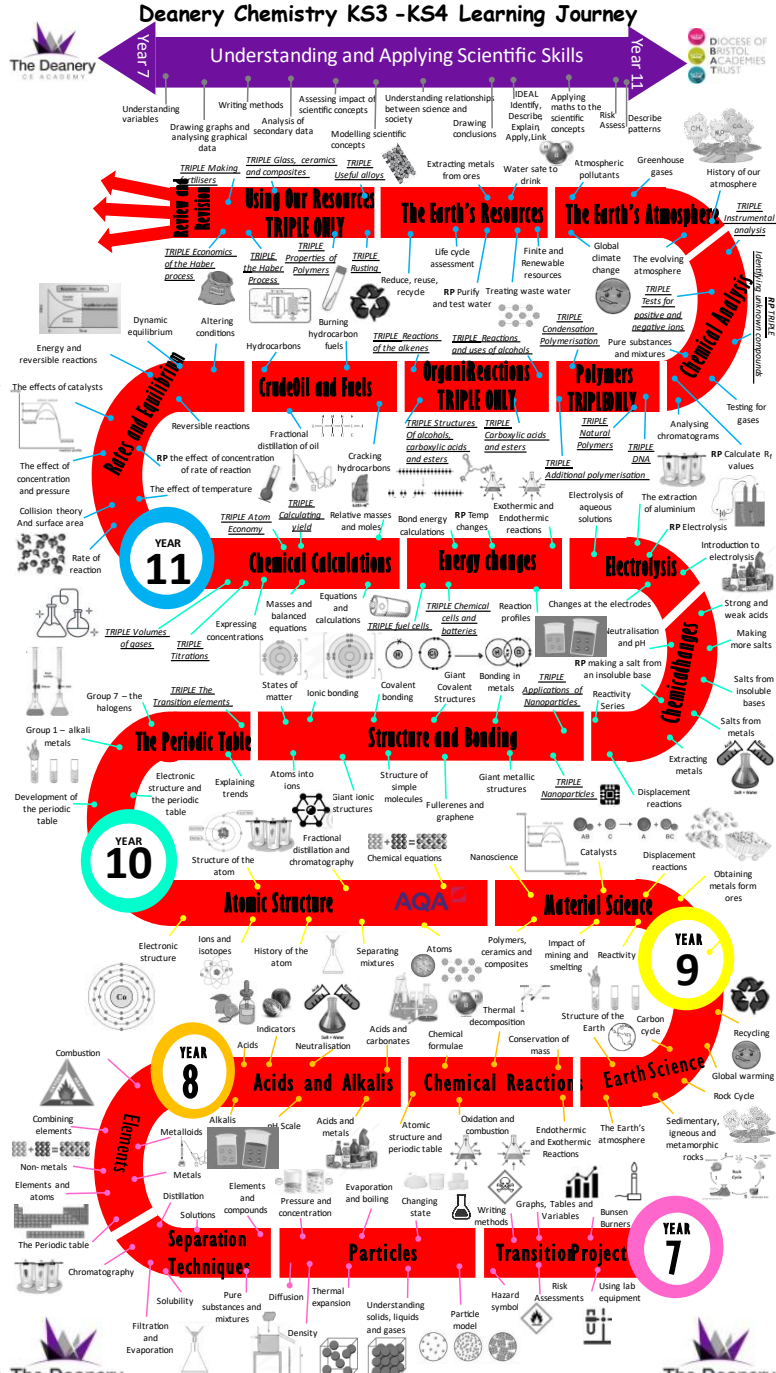 Deanery Chemistry KS3 -KS4 Learning Journey
The Deanery
CE ACADEMY
Year 7
Understanding and Applying Scientific Skills
Year 11
DIOCESE OF
BRISTOL
ACADEMIES
TRUST
Understanding
variables
Drawing graphs and
analysing graphical
data
Writing methods
Analysis of
secondary data
Assessing impact of
scientific concepts
Modelling scientific
concepts
Understanding relationships
between science and
society
Drawing
conclusions
IDEAL
Identify,
Describe,
Explain,
Apply,Link
Applying
maths to the
scientific
concepts
Risk
Assess
Describe
patterns
TRIPLE Making
fertilisers
TRIPLE Glass, ceramics
and composites
TRIPLE
Useful alloys
Extracting metals
from ores
Water safe to
drink
Atmospheric
pollutants
Greenhouse
gases
History of our
atmosphere
Review and
Revision
Using Our Resources
TRIPLE ONLY
The Earth's Resources
The Earth's Atmosphere
TRIPLE
Instrumental
analysis
TRIPLE Economics
of the Haber
process
TRIPLE
the Haber
Process
TRIPLE
Properties of
Polymers
TRIPLE
Rusting
Reduce, reuse,
recycle
Life cycle
assessment
RP Purify
and test water
Treating waste water
Finite and
Renewable
resources
Global
climate
change
The evolving
atmosphere
TRIPLE
Tests for
positive and
negative ions
Chemical Analysis
RP TRIPLE
Identifying
unknown compounds
Energy and
reversible reactions
Dynamic
equilibrium
Altering
conditions
Hydrocarbons
Burning
hydrocarbon
fuels
TRIPLE Reactions
of the alkenes
TRIPLE Reactions
and uses of alcohols
TRIPLE
Condensation
Polymerisation
Pure substances
and mixtures
The effects of catalysts
Rates and Equilibrium
CrudeOil and Fuels
OrganiReactions
TRIPLE ONLY
Polymers
TRIPLEONLY
Testing for
gases
Reversible reactions
Fractional
distillation of oil
Cracking
hydrocarbons
TRIPLE Structures
Of alcohols,
carboxylic acids
and esters
TRIPLE
Carboxylic acids
and esters
TRIPLE
Additional polymerisation
TRIPLE
Natural
Polymers
TRIPLE
DNA
Analysing
chromatograms
RP Calculate Rf
values
The effect of
concentration
and pressure
RP the effect of concentration
of rate of reaction
The effect of temperature
Collision theory
And surface area
Rate of
reaction
YEAR
11
TRIPLE Atom
Economy
TRIPLE
Calculating
yield
Relative masses
and moles
Bond energy
calculations
RP Temp
changes
Exothermic and
Endothermic
reactions
Electrolysis of
aqueous
solutions
The extraction
of aluminium
RP Electrolysis
Introduction to
electrolysis
Chemical Calculations
Energy changes
Electrolysis
TRIPLE Volumes
of gases
TRIPLE
Titrations
Expressing
concentrations
Masses and
balanced
equations
Equations
and
calculations
TRIPLE fuel cells
TRIPLE Chemical
cells and
batteries
Reaction
profiles
Changes at the electrodes
Neutralisation
and pH
Strong and
weak acids
Making
more salts
RP making a salt from
an insoluble base
Chemicalchanges
Salts from
insoluble
bases
Salts from
metals
Reactivity
Series
Extracting
metals
Displacement
reactions
Group 7 – the
halogens
TRIPLE The
Transition elements
States of
matter
Ionic bonding
Covalent
bonding
Giant
Covalent
Structures
Bonding in
metals
TRIPLE
Applications of
Nanoparticles
Group 1 – alkali
metals
The Periodic Table
Structure and Bonding
Salt + Water
Development of
the periodic
table
Electronic
structure and
the periodic
table
Explaining
trends
Atoms into
ions
Giant ionic
structures
Structure of
simple
molecules
Fullerenes and
graphene
Giant metallic
structures
TRIPLE
Nanoparticles
YEAR
10
Structure of the
atom
Fractional
distillation and
chromatography
Chemical equations
Nanoscience
AB
C
A
BC
Catalysts
Displacement
reactions
Obtaining
metals form
ores
Atomic Structure
AQA
Material Science
YEAR
9
Electronic
structure
Ions and
isotopes
History of the
atom
Separating
mixtures
Atoms
Polymers,
ceramics and
composites
Impact of
mining and
smelting
Reactivity
Indicators
Acids
Neutralisation
Salt + Water
Acids and
carbonates
Chemical
formulae
Thermal
decomposition
Conservation of
mass
Structure of the
Earth
Carbon
cycle
Recycling
Global warming
Rock Cycle
Combustion
YEAR
8
Acids and Alkalis
Chemical Reactions
Earth Science
Combining
elements
Elements
Metalloids
Alkalis
pH Scale
Acids and
metals
Atomic
structure and
periodic table
Oxidation and
combustion
Endothermic
and Exothermic
Reactions
The Earth's
atmosphere
Sedimentary,
igneous and
metamorphic
rocks
Non- metals
Metals
Elements and
atoms
Distillation
Solutions
Elements
and
compounds
Pressure and
concentration
Evaporation
and boiling
Changing
state
Writing
methods
Graphs, Tables and
Variables
Bunsen
Burners
The Periodic table
Separation
Techniques
Particles
TransitionProject
YEAR
7
Chromatography
Solubility
Filtration
and
Evaporation
Pure
substances and
mixtures
Diffusion
Density
Thermal
expansion
Understanding
solids, liquids
and gases
Particle
model
Hazard
symbol
Risk
Assessments
Using lab
equipment
The Deanery
The Deanery